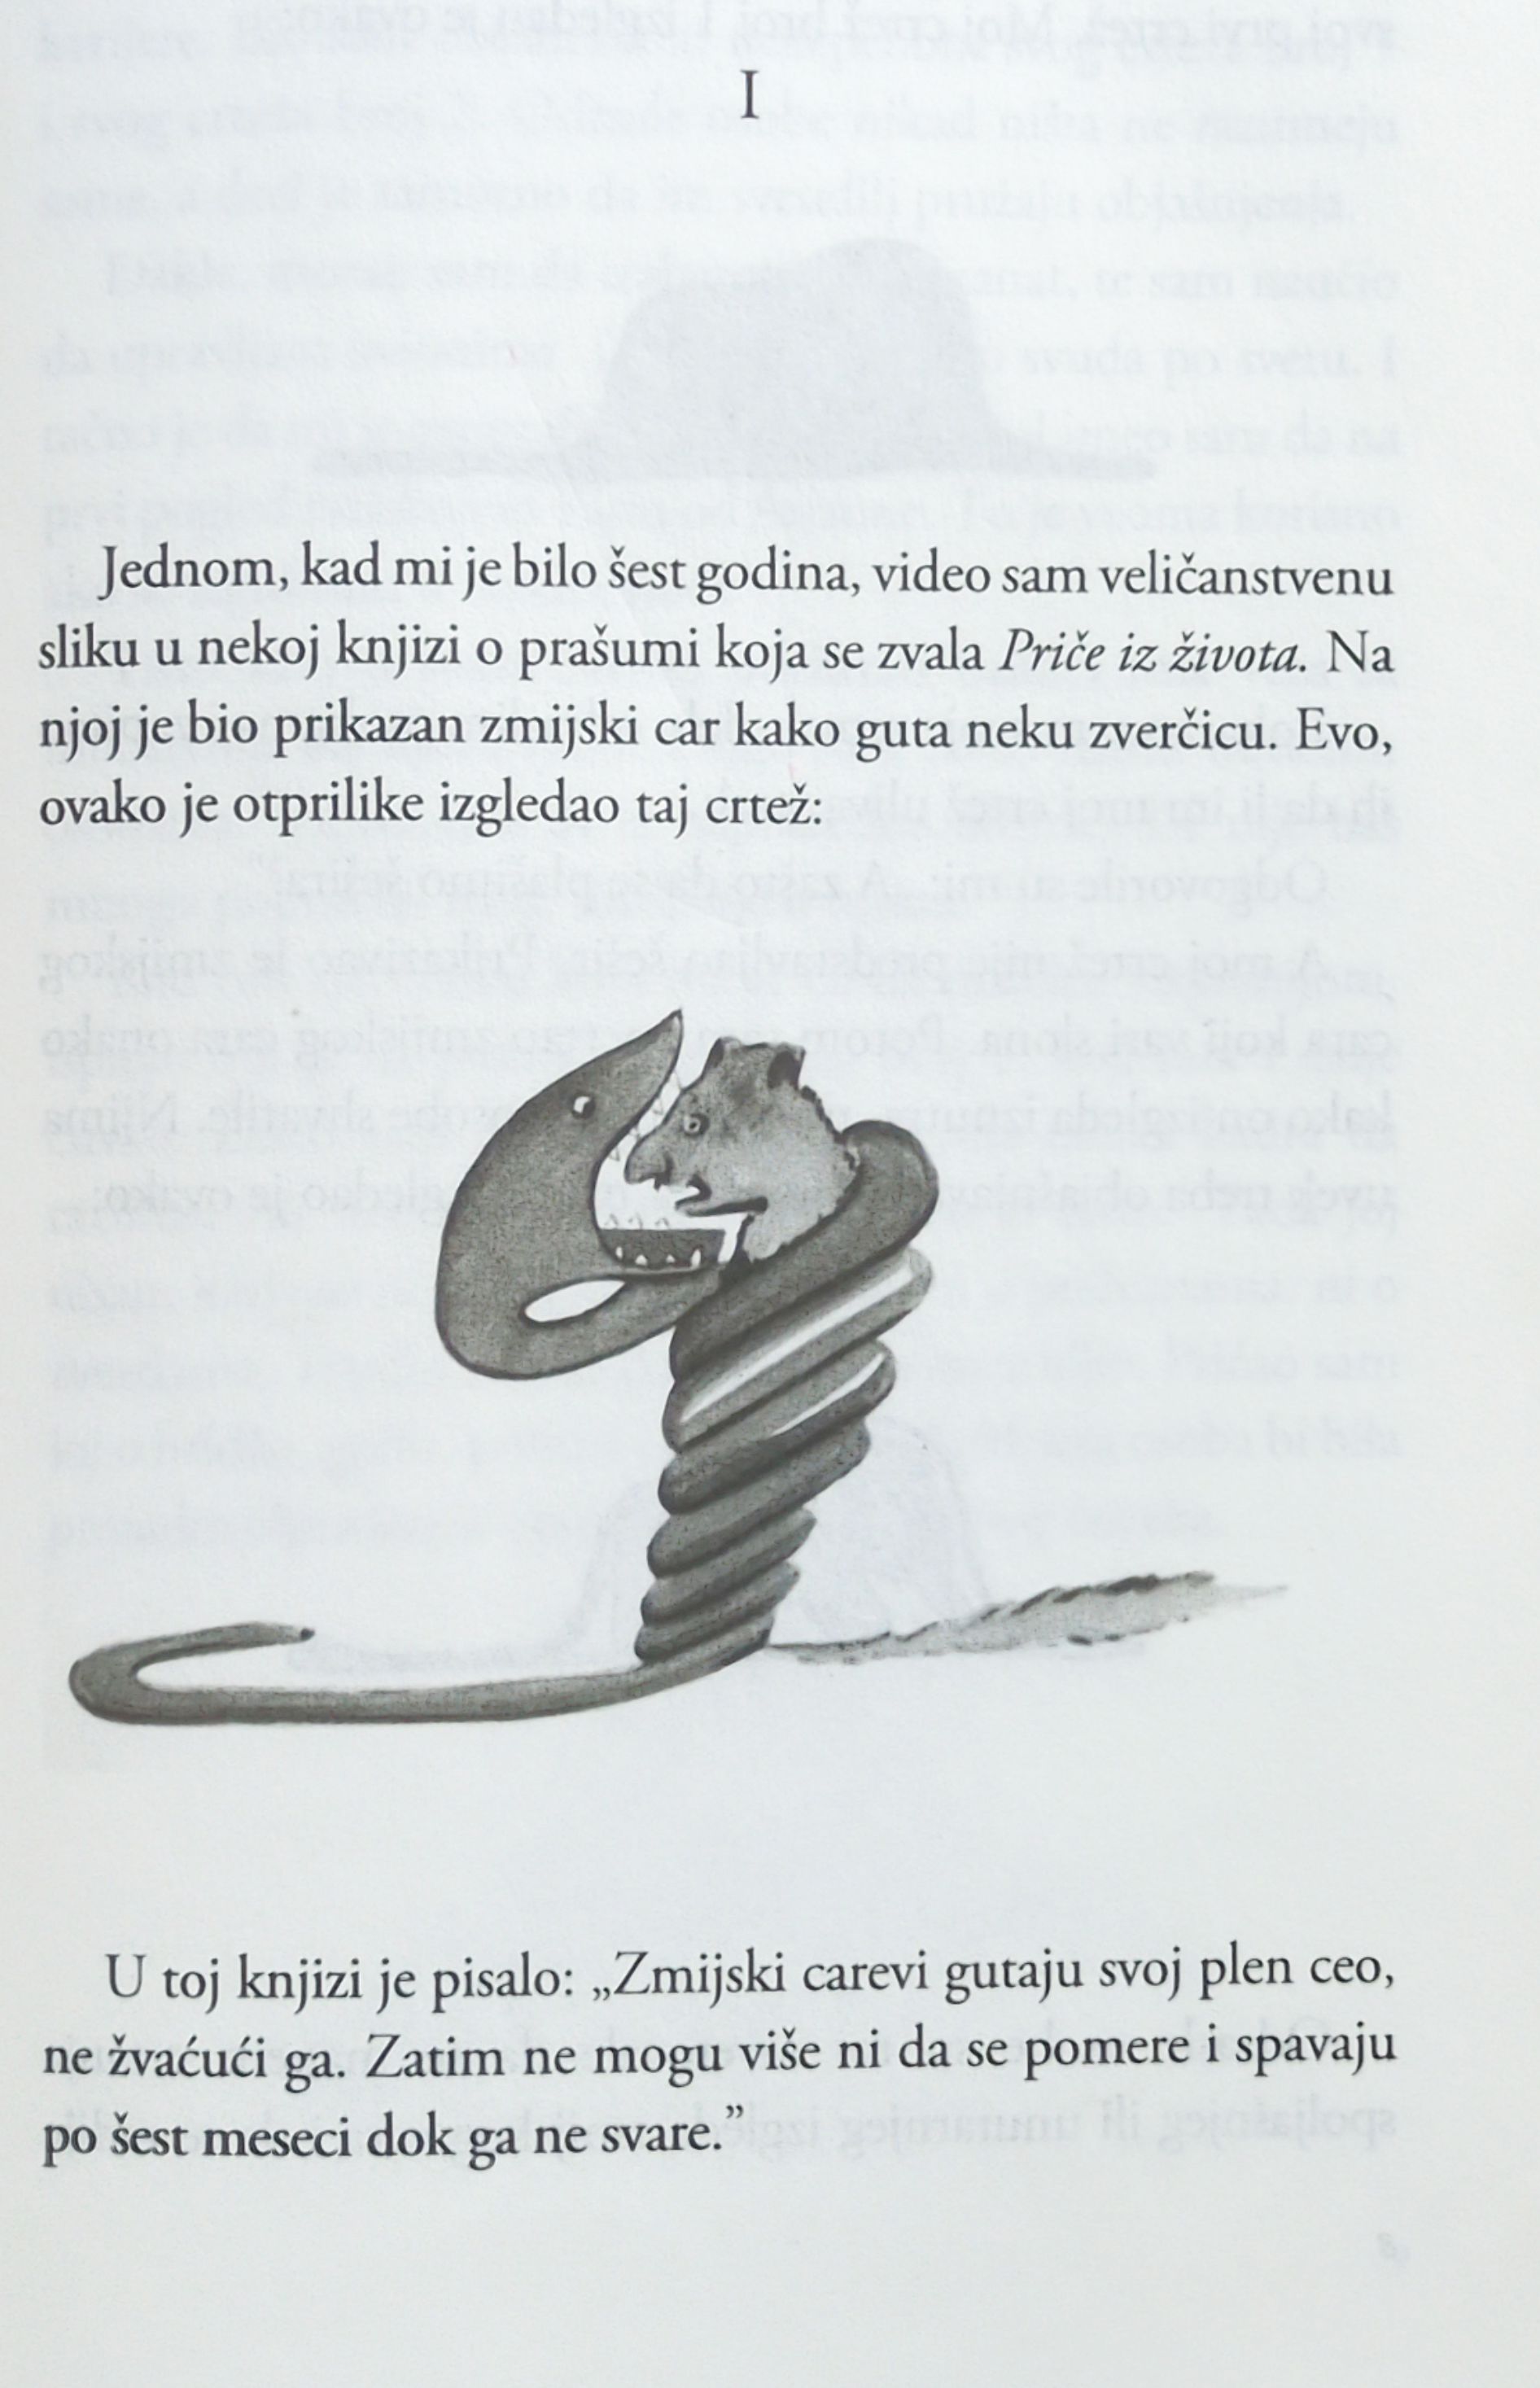 I
Jednom, kad mi je bilo šest godina, video sam veličanstvenu
sliku u nekoj knjizi o prašumi koja se zvala Priče iz života. Na
njoj je bio prikazan zmijski car kako guta neku zverčicu. Evo,
ovako je otprilike izgledao taj crtež:
U toj knjizi je pisalo: „Zmijski carevi gutaju svoj plen ceo,
ne žvaćući ga. Zatim ne mogu više ni da se pomere i spavaju
po šest meseci dok ga ne svare.”